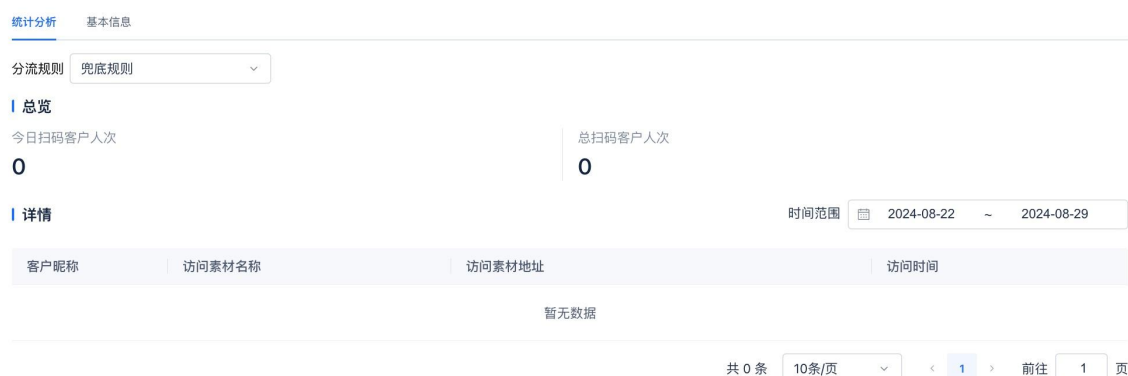 统计分析 基本信息
分流规则 兜底规则
总览
今日扫码客户人次 总扫码客户人次
0 0
详情 时间范围 2024-08-22 ~ 2024-08-29
客户昵称 访问素材名称 访问素材地址 访问时间
暂无数据
共 0 条 10条/页 1 前往 1 页